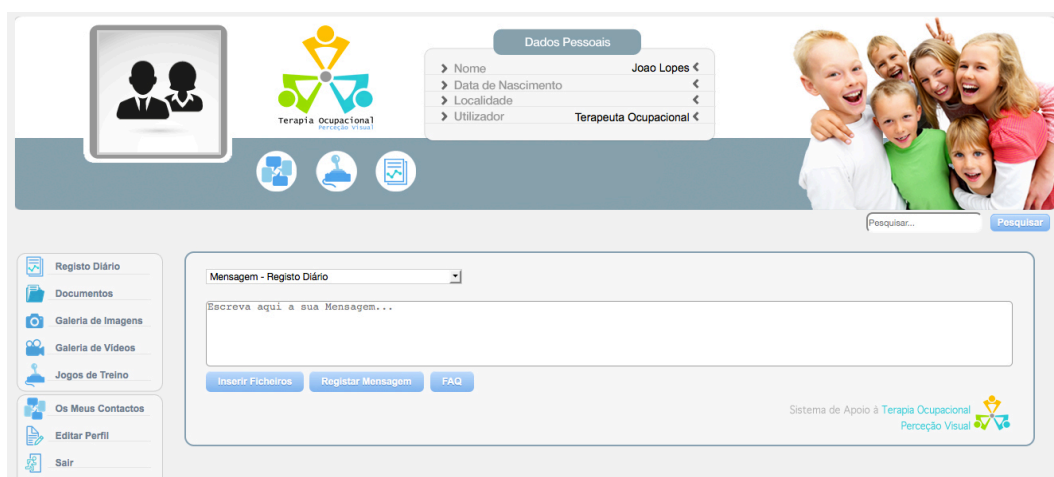 Terapia Ocupacional
Perceção Visual
Dados Pessoais
Nome Joao Lopes
Data de Nascimento
Localidade
Utilizador Terapeuta Ocupacional
Pesquisar... Pesquisar
Registo Diário
Documentos
Galeria de Imagens
Galeria de Vídeos
Jogos de Treino
Os Meus Contactos
Editar Perfil
Sair
Mensagem - Registo Diário
Escreva aqui a sua Mensagem...
Inserir Ficheiros Registar Mensagem FAQ
Sistema de Apoio à Terapia Ocupacional
Perceção Visual